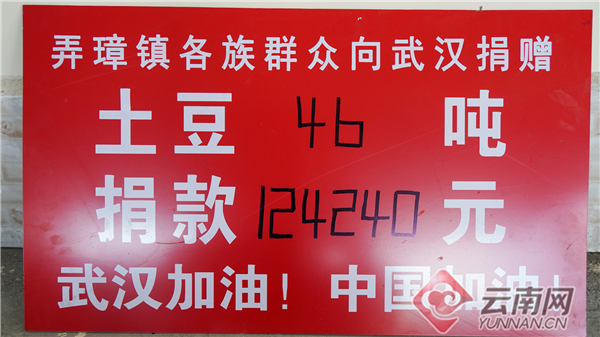 弄璋镇各族群众向武汉捐赠
土豆 46 吨
捐款 124240 元
武汉加油！ 中国加油！
云南网
YUNNAN.CN